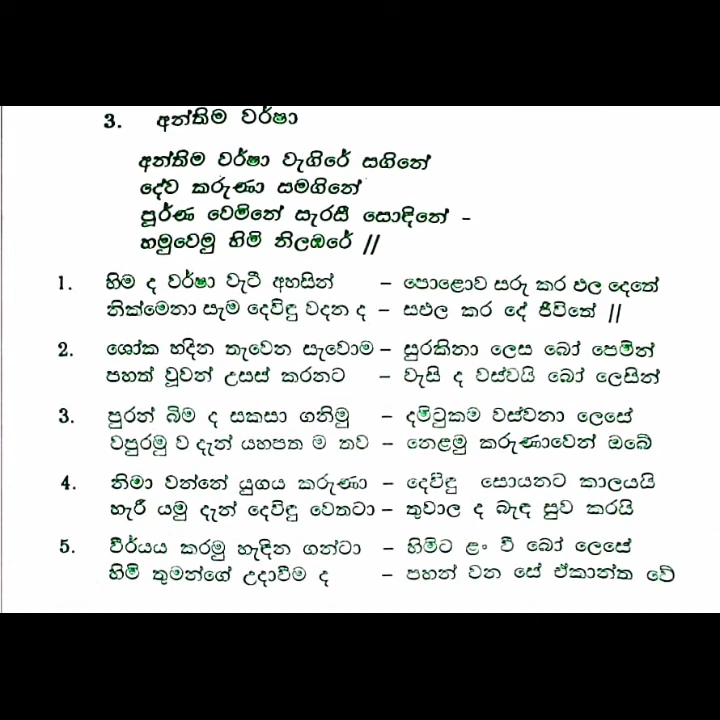 3. අන්තිම වර්ෂා
අන්තිම වර්ෂා වැගිරේ සගිනේ
දේව කරුණා සමගිනේ
පූර්ණ වෙමිනේ සැරසී සොඳිනේ -
හමුවෙමු හිමි නිලඹරේ //
1. හිම ද වර්ෂා වැටී අහසින් – පොළොව සරු කර ඵල දෙතේ
නික්මෙනා සැම දෙවිඳු වදන ද – සඵල කර දේ ජීවිතේ //
2. ශෝක හදින තැවෙන සැවොම – සුරකිනා ලෙස බෝ පෙමින්
පහත් වූවන් උසස් කරනට – වැසි ද වස්වයි බෝ ලෙසින්
3. පුරන් බිම ද සකසා ගනිමු – දමිටුකම වස්වනා ලෙසේ
වපුරමු ව දැන් යහපත ම තව – නෙළමු කරුණාවෙන් ඔබේ
4. නිමා වන්නේ යුගය කරුණා – දෙවිඳු සොයනට කාලයයි
හැරී යමු දැන් දෙවිඳු වෙතටා – තුවාල ද බැඳ සුව කරයි
5. වීර්යය කරමු හැඳින ගන්ටා – හිමිට ළං වී බෝ ලෙසේ
හිමි තුමන්ගේ උදාවීම ද – පහන් වන සේ ඒකාන්ත වේ